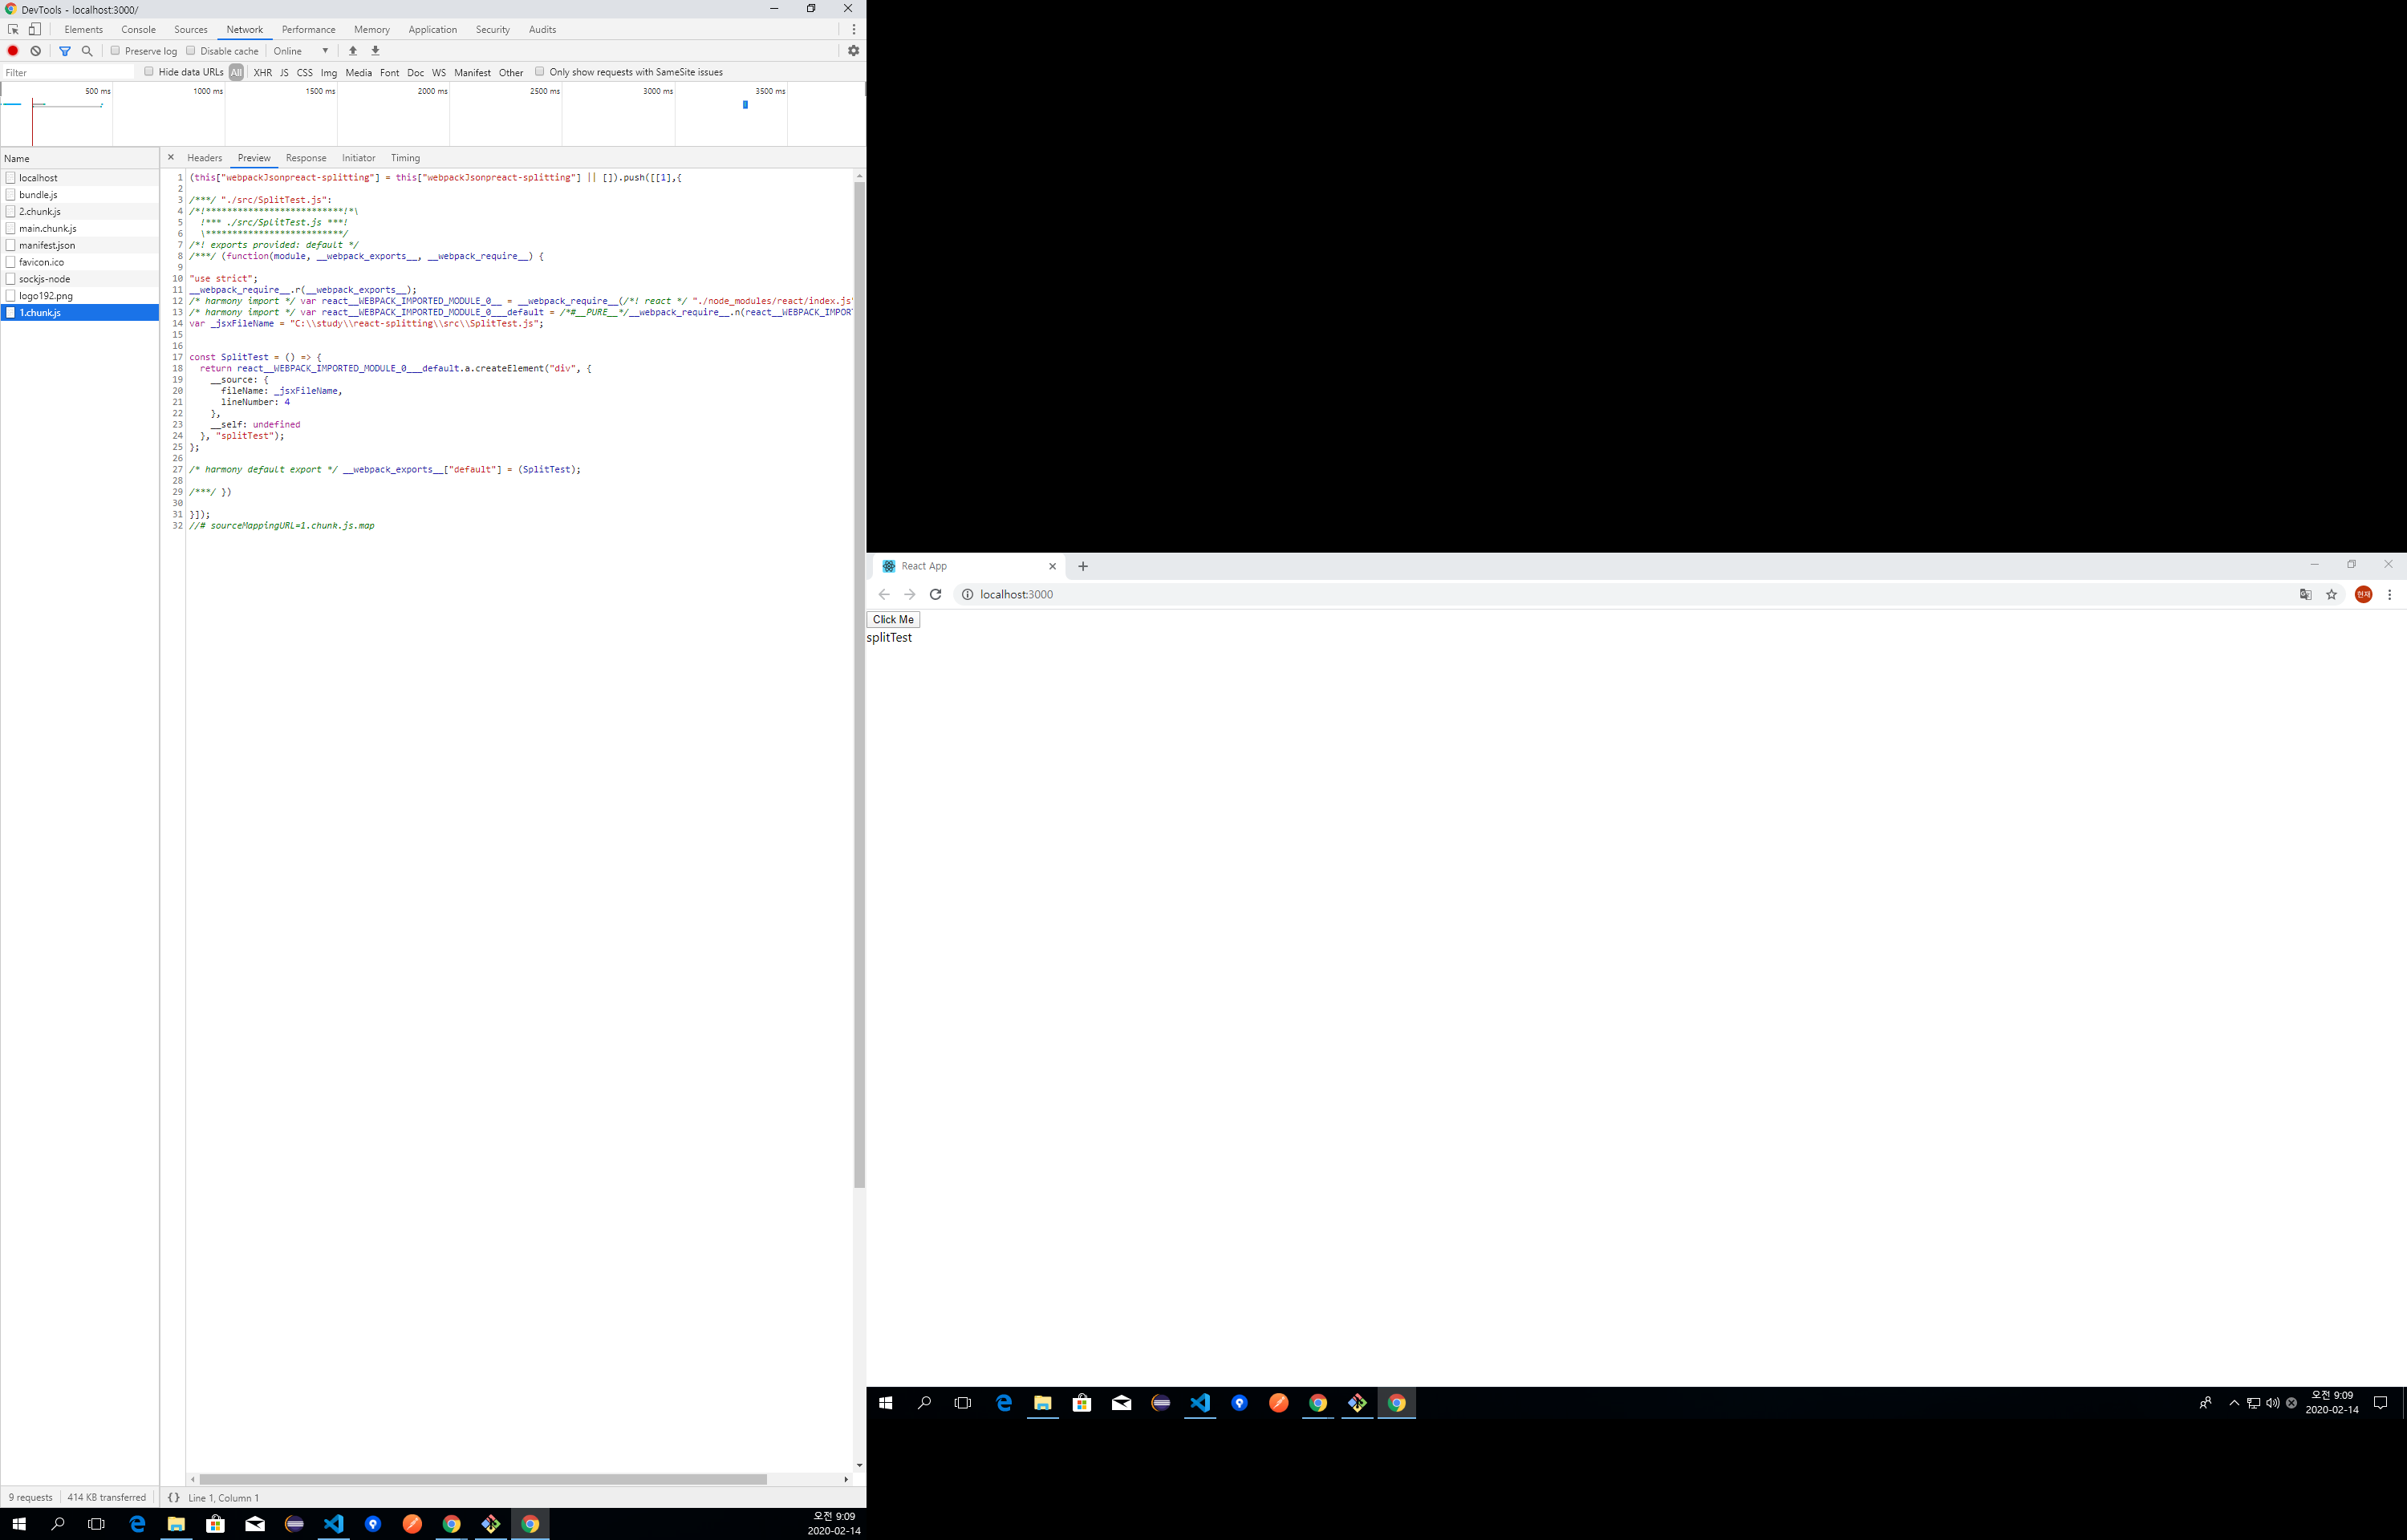 DevTools - localhost:3000/
Elements Console Sources Network Performance Memory Application Security Audits
Preserve log Disable cache Online
Filter Hide data URLs All XHR JS CSS Img Media Font Doc WS Manifest Other Only show requests with SameSite issues
500 ms 1000 ms 1500 ms 2000 ms 2500 ms 3000 ms 3500 ms
Name
localhost
bundle.js
2.chunk.js
main.chunk.js
manifest.json
favicon.ico
sockjs-node
logo192.png
1.chunk.js
9 requests 414 KB transferred
Headers Preview Response Initiator Timing
1 (this["webpackJsonpreact-splitting"] = this["webpackJsonpreact-splitting"] || []).push([[1],{
2
3 /***/ "./src/SplitTest.js":
4 /*!**************************!*\
5   !*** ./src/SplitTest.js ***!
6   \**************************/
7 /*! exports provided: default */
8 /***/ (function(module, __webpack_exports__, __webpack_require__) {
9
10 "use strict";
11 __webpack_require__.r(__webpack_exports__);
12 /* harmony import */ var react__WEBPACK_IMPORTED_MODULE_0__ = __webpack_require__(/*! react */ "./node_modules/react/index.js"
13 /* harmony import */ var react__WEBPACK_IMPORTED_MODULE_0___default = /*#__PURE__*/__webpack_require__.n(react__WEBPACK_IMPOR
14 var _jsxFileName = "C:\\study\\react-splitting\\src\\SplitTest.js";
15
16
17 const SplitTest = () => {
18   return react__WEBPACK_IMPORTED_MODULE_0___default.a.createElement("div", {
19     __source: {
20       fileName: _jsxFileName,
21       lineNumber: 4
22     },
23     __self: undefined
24   }, "splitTest");
25 };
26
27 /* harmony default export */ __webpack_exports__["default"] = (SplitTest);
28
29 /***/ })
30
31 }]);
32 //# sourceMappingURL=1.chunk.js.map
{} Line 1, Column 1
오전 9:09
2020-02-14
React App
localhost:3000
현재
Click Me
splitTest
오전 9:09
2020-02-14